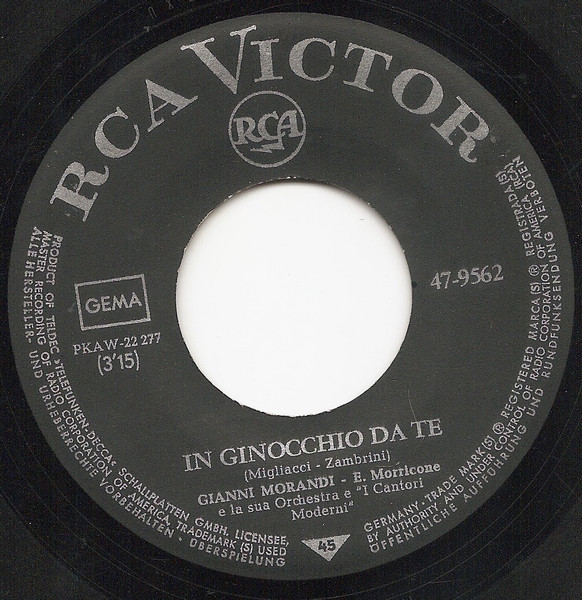 RCA VICTOR
RCA
GEMA
PKAW-22 277
(3'15)
47-9562
IN GINOCCHIO DA TE
(Migliacci - Zambrini)
GIANNI MORANDI - E. Morricone
e la sua Orchestra e "I Cantori
Moderni"
45
PRODUCT OF TELDEC »TELEFUNKEN-DECCA« SCHALLPLATTEN GMBH, LICENSEE,
MASTER RECORDING OF RADIO CORPORATION OF AMERICA, TRADEMARK (S) USED
ALLE HERSTELLER- UND URHEBERRECHTE VORBEHALTEN · ÜBERSPIELUNG
GERMANY - TRADE MARK(S) ® REGISTERED MARCA(S) ® REGISTRADA(S) (RCA)
BY AUTHORITY AND UNDER CONTROL OF RADIO CORPORATION OF AMERICA
ÖFFENTLICHE AUFFÜHRUNG UND RUNDFUNKSENDUNG VERBOTEN